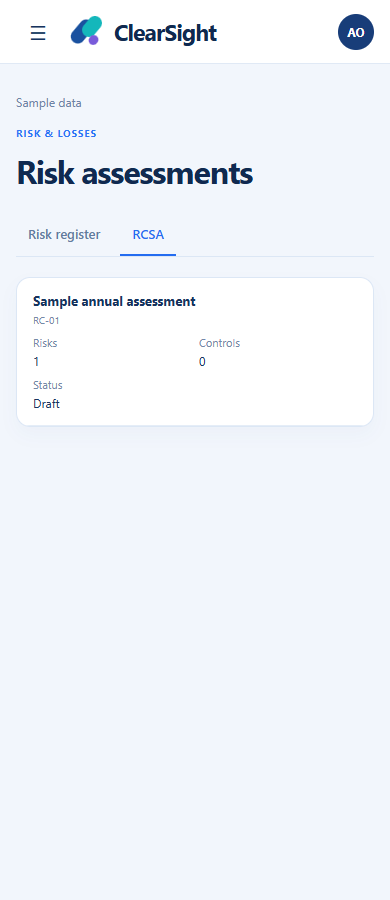 ☰ ClearSight AO
Sample data
RISK & LOSSES
Risk assessments
Risk register RCSA
Sample annual assessment
RC-01
Risks Controls
1 0
Status
Draft